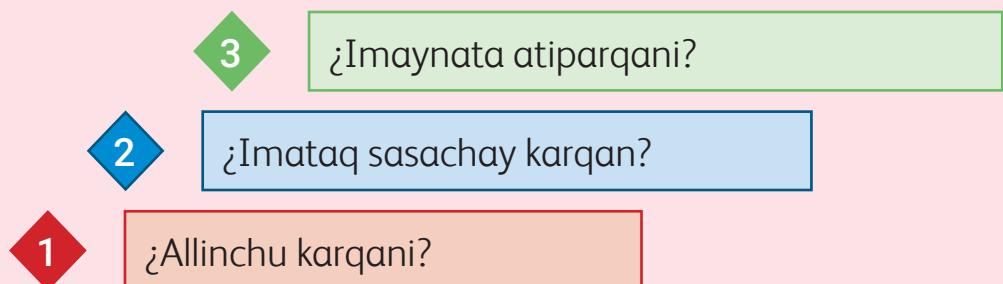 3 ¿Imaynata atiparqani?
2 ¿Imataq sasachay karqan?
1 ¿Allinchu karqani?